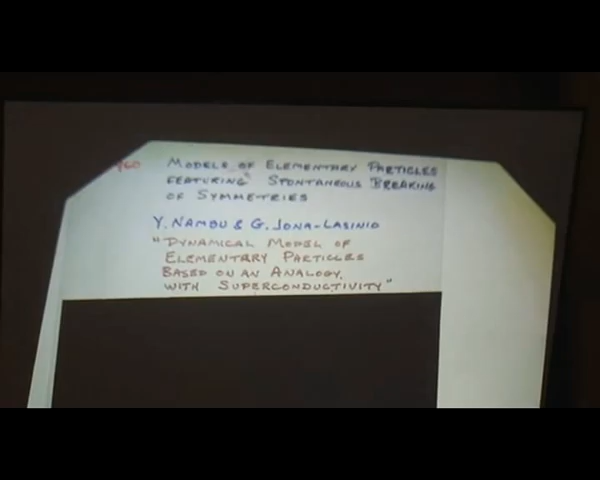 60 MODELS OF ELEMENTARY PARTICLES
FEATURING SPONTANEOUS BREAKING
OF SYMMETRIES
Y. NAMBU & G. JONA-LASINIO
"DYNAMICAL MODEL OF
ELEMENTARY PARTICLES
BASED ON AN ANALOGY
WITH SUPERCONDUCTIVITY"